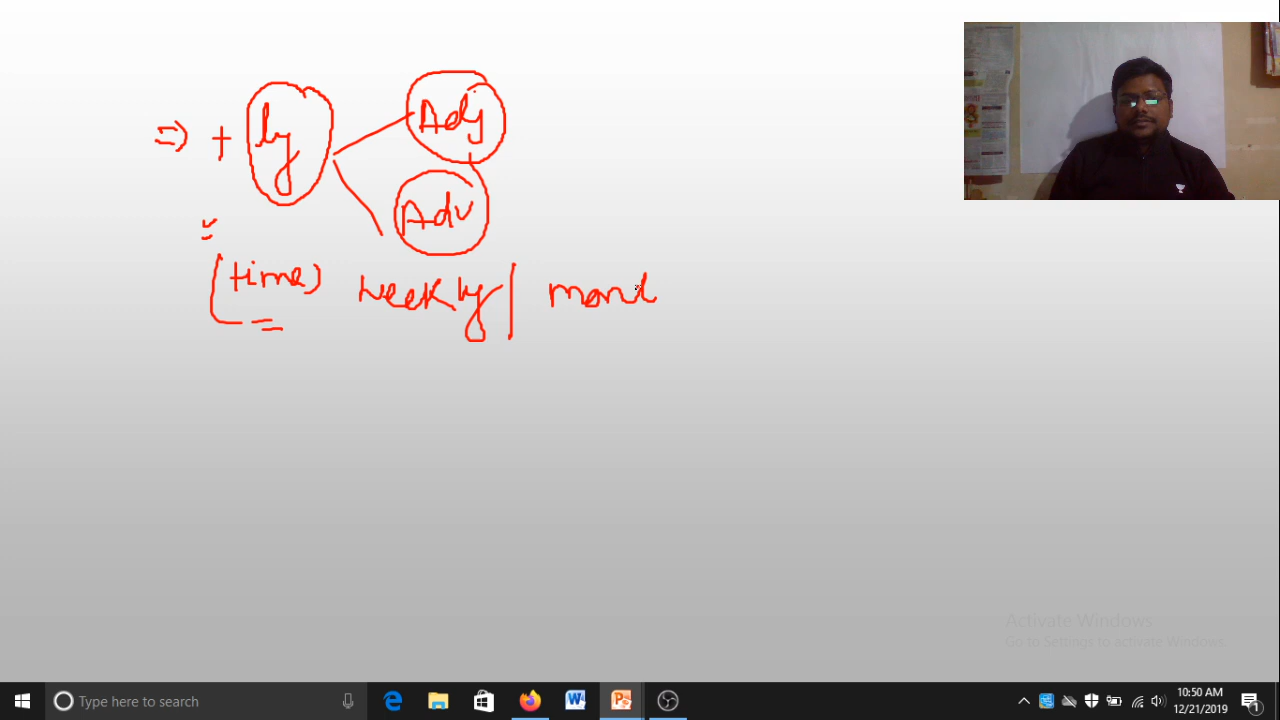 => + ly Adj
Adv
(time) weekly | mont
Activate Windows
Go to Settings to activate Windows.
Type here to search
10:50 AM
12/21/2019
1